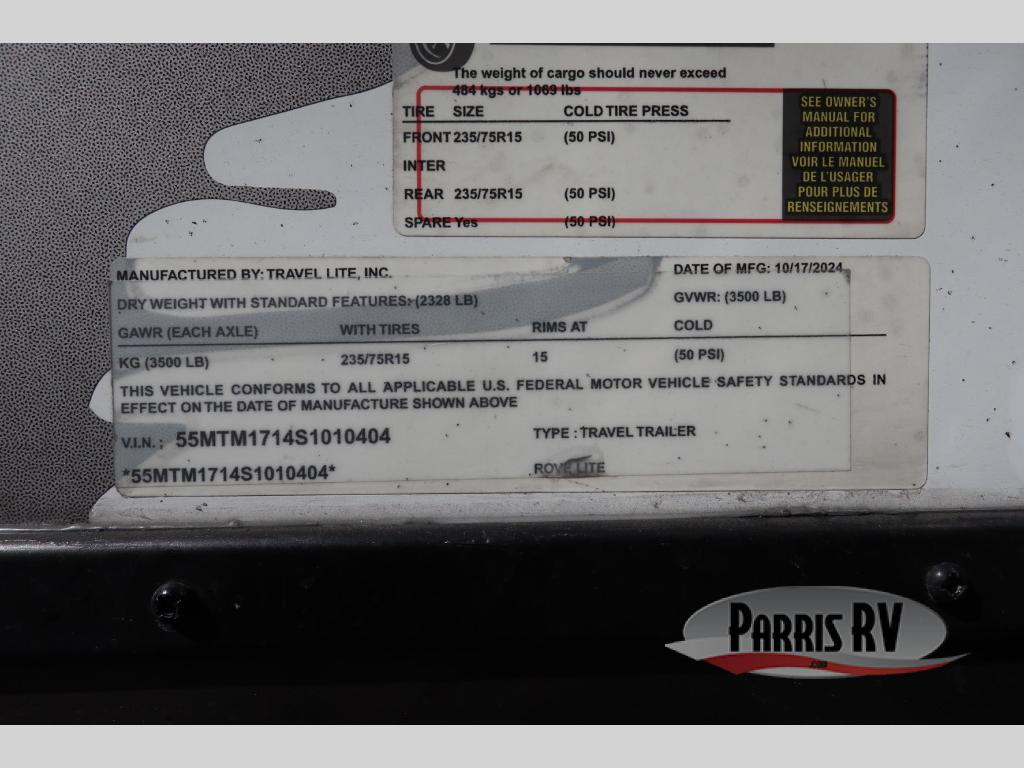 The weight of cargo should never exceed
484 kgs or 1069 lbs
TIRE SIZE COLD TIRE PRESS
FRONT 235/75R15 (50 PSI)
INTER
REAR 235/75R15 (50 PSI)
SPARE Yes (50 PSI)
SEE OWNER'S
MANUAL FOR
ADDITIONAL
INFORMATION
VOIR LE MANUEL
DE L'USAGER
POUR PLUS DE
RENSEIGNEMENTS
MANUFACTURED BY: TRAVEL LITE, INC. DATE OF MFG: 10/17/2024
DRY WEIGHT WITH STANDARD FEATURES: (2328 LB) GVWR: (3500 LB)
GAWR (EACH AXLE) WITH TIRES RIMS AT COLD
KG (3500 LB) 235/75R15 15 (50 PSI)
THIS VEHICLE CONFORMS TO ALL APPLICABLE U.S. FEDERAL MOTOR VEHICLE SAFETY STANDARDS IN
EFFECT ON THE DATE OF MANUFACTURE SHOWN ABOVE
V.I.N.: 55MTM1714S1010404 TYPE : TRAVEL TRAILER
*55MTM1714S1010404* ROVE LITE
PARRIS RV
.com